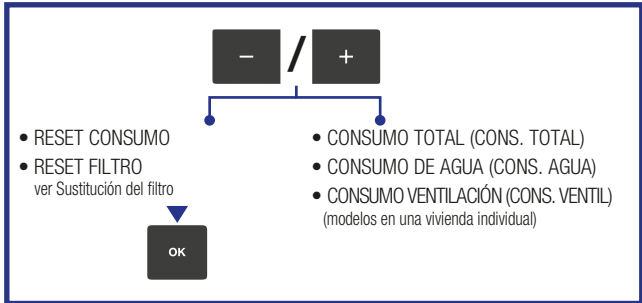 − / +
• RESET CONSUMO
• RESET FILTRO
ver Sustitución del filtro
OK
• CONSUMO TOTAL (CONS. TOTAL)
• CONSUMO DE AGUA (CONS. AGUA)
• CONSUMO VENTILACIÓN (CONS. VENTIL)
(modelos en una vivienda individual)